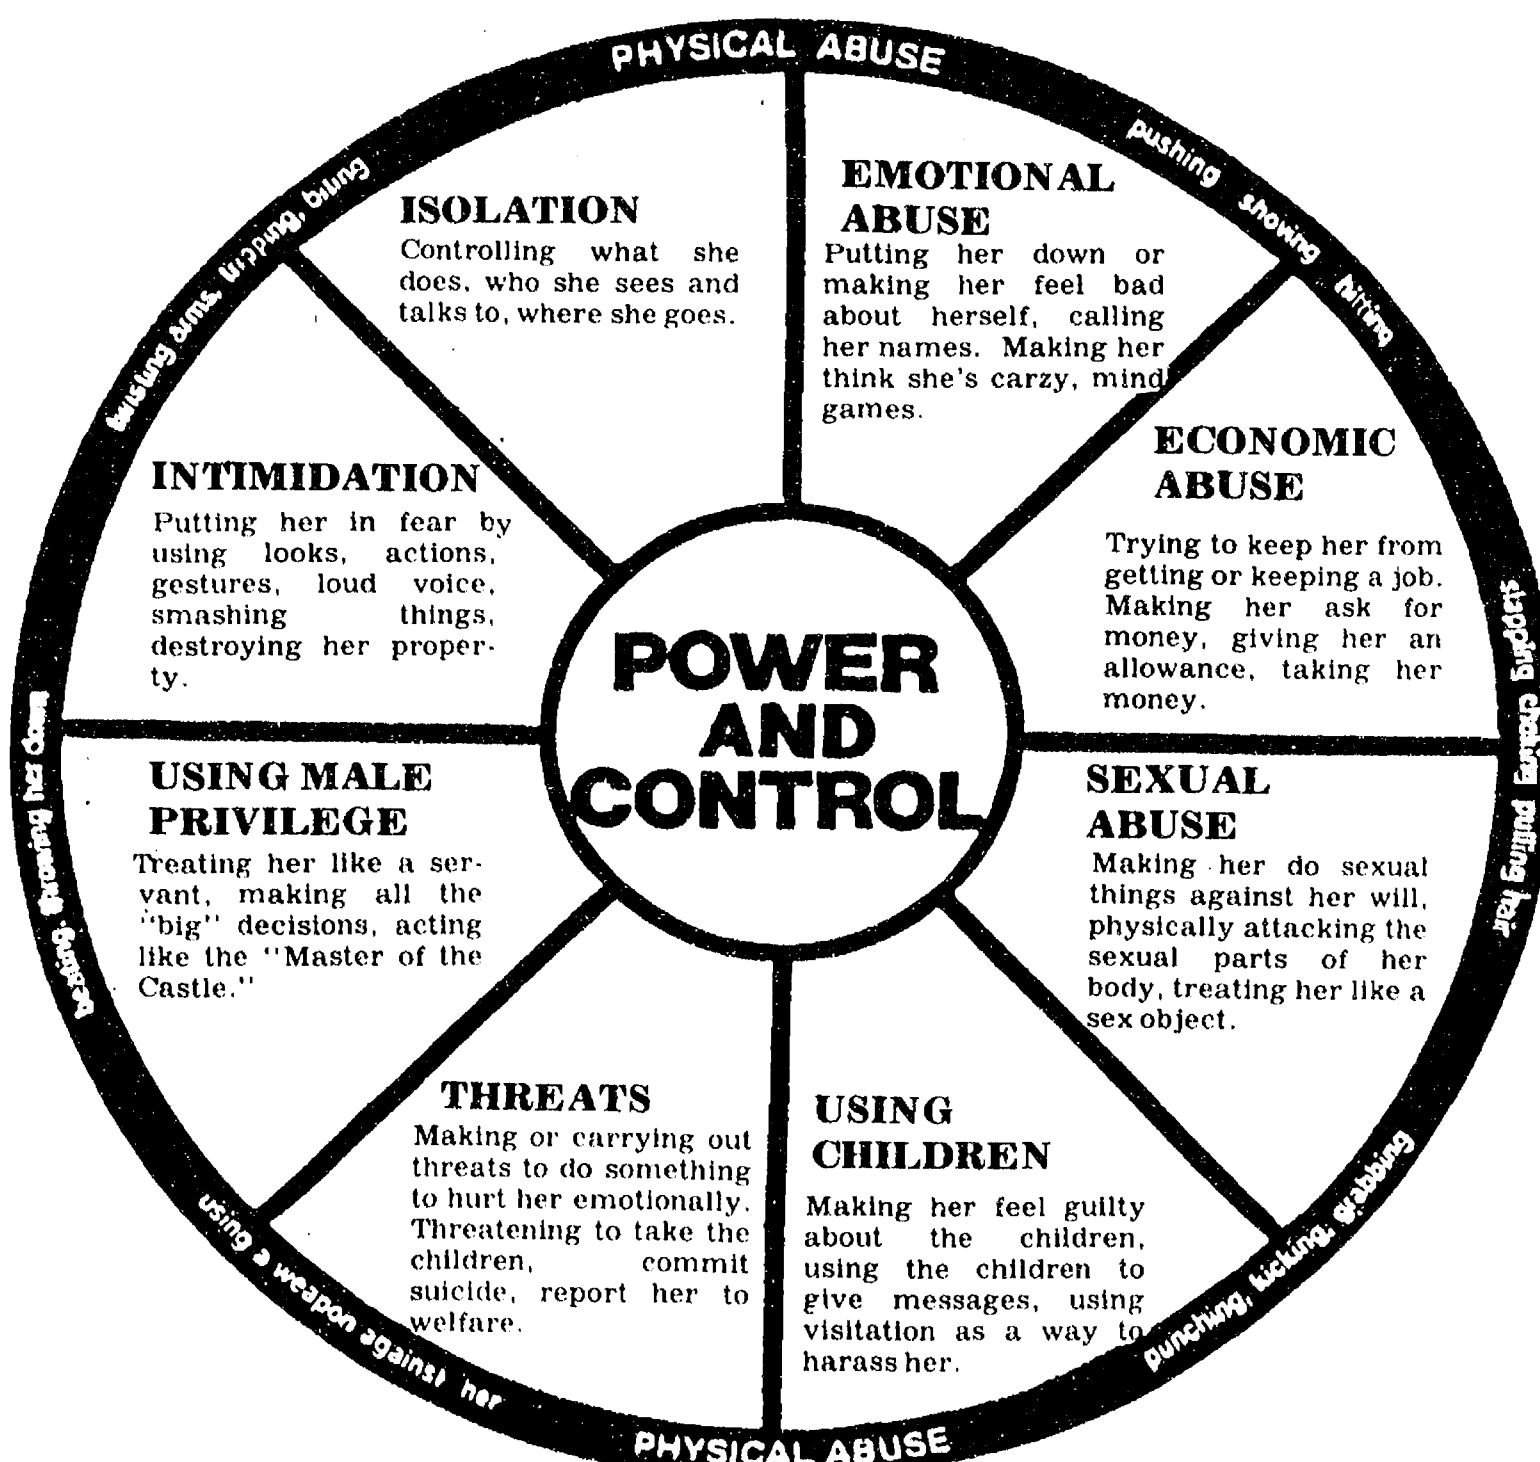 PHYSICAL ABUSE
pushing shoving hitting
slapping choking pulling hair
punching, kicking, grabbing
PHYSICAL ABUSE
using a weapon against her
beating, throwing her down
twisting arms, tripping, biting
ISOLATION
Controlling what she
does, who she sees and
talks to, where she goes.
EMOTIONAL
ABUSE
Putting her down or
making her feel bad
about herself, calling
her names. Making her
think she's carzy, mind
games.
ECONOMIC
ABUSE
Trying to keep her from
getting or keeping a job.
Making her ask for
money, giving her an
allowance, taking her
money.
SEXUAL
ABUSE
Making her do sexual
things against her will,
physically attacking the
sexual parts of her
body, treating her like a
sex object.
USING
CHILDREN
Making her feel guilty
about the children,
using the children to
give messages, using
visitation as a way to
harass her.
THREATS
Making or carrying out
threats to do something
to hurt her emotionally.
Threatening to take the
children, commit
suicide, report her to
welfare.
USING MALE
PRIVILEGE
Treating her like a ser-
vant, making all the
"big" decisions, acting
like the "Master of the
Castle."
INTIMIDATION
Putting her in fear by
using looks, actions,
gestures, loud voice,
smashing things,
destroying her proper-
ty.
POWER
AND
CONTROL